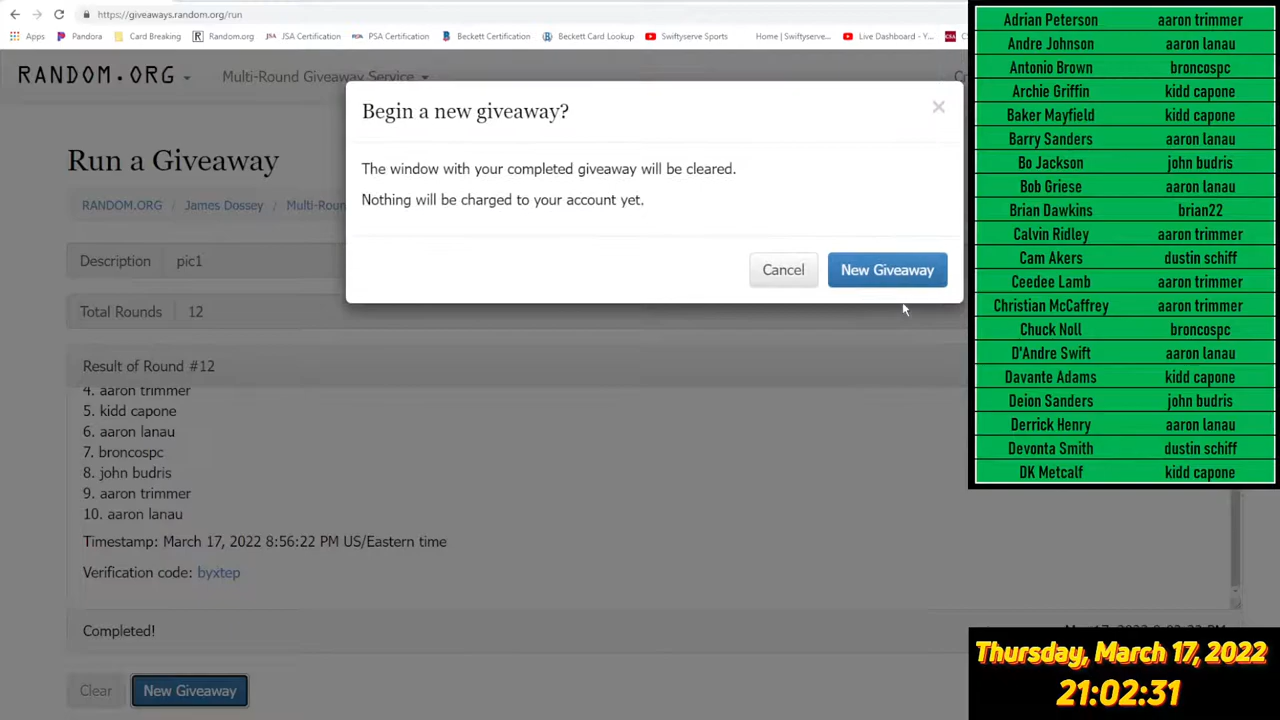 https://giveaways.random.org/run
Apps Pandora Card Breaking Random.org JSA Certification PSA Certification Beckett Certification Beckett Card Lookup Swiftyserve Sports Home | Swiftyserve... Live Dashboard - Y...
RANDOM.ORG Multi-Round Giveaway Service
Begin a new giveaway?
The window with your completed giveaway will be cleared.
Nothing will be charged to your account yet.
Cancel New Giveaway
Run a Giveaway
RANDOM.ORG / James Dossey / Multi-Roun
Description pic1
Total Rounds 12
Result of Round #12
4. aaron trimmer
5. kidd capone
6. aaron lanau
7. broncospc
8. john budris
9. aaron trimmer
10. aaron lanau
Timestamp: March 17, 2022 8:56:22 PM US/Eastern time
Verification code: byxtep
Completed!
Clear New Giveaway
Adrian Peterson aaron trimmer
Andre Johnson aaron lanau
Antonio Brown broncospc
Archie Griffin kidd capone
Baker Mayfield kidd capone
Barry Sanders aaron lanau
Bo Jackson john budris
Bob Griese aaron lanau
Brian Dawkins brian22
Calvin Ridley aaron trimmer
Cam Akers dustin schiff
Ceedee Lamb aaron trimmer
Christian McCaffrey aaron trimmer
Chuck Noll broncospc
D'Andre Swift aaron lanau
Davante Adams kidd capone
Deion Sanders john budris
Derrick Henry aaron lanau
Devonta Smith dustin schiff
DK Metcalf kidd capone
Thursday, March 17, 2022
21:02:31